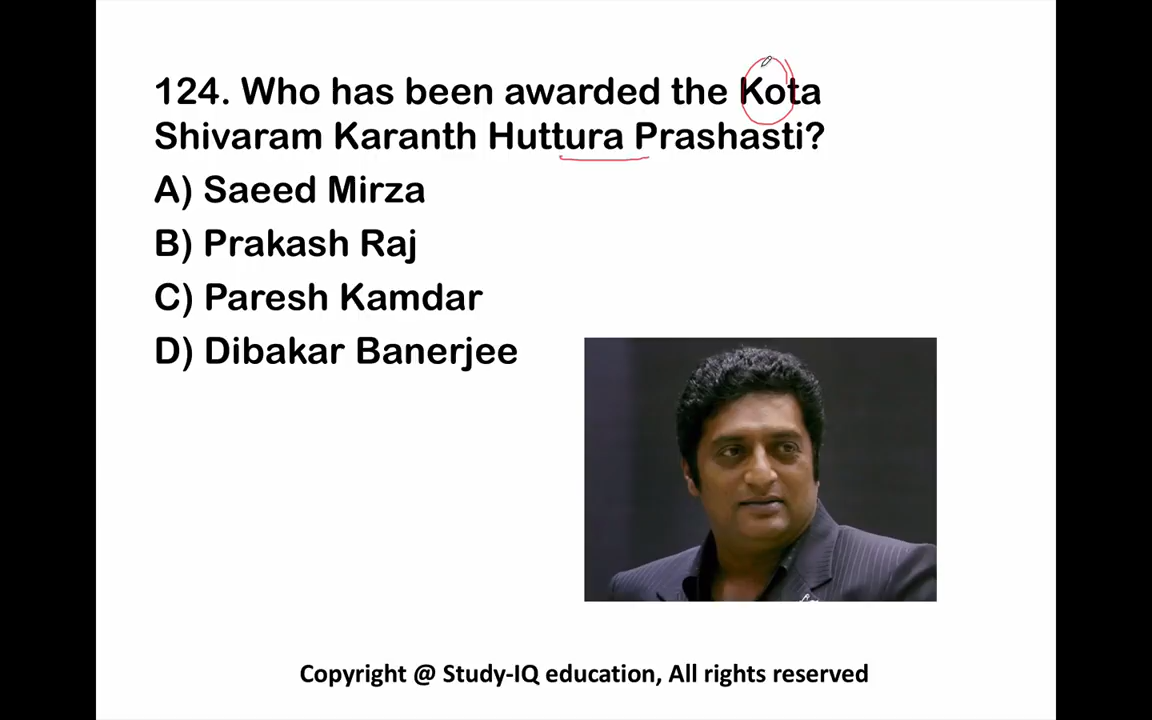 124. Who has been awarded the Kota
Shivaram Karanth Huttura Prashasti?
A) Saeed Mirza
B) Prakash Raj
C) Paresh Kamdar
D) Dibakar Banerjee
Copyright @ Study-IQ education, All rights reserved